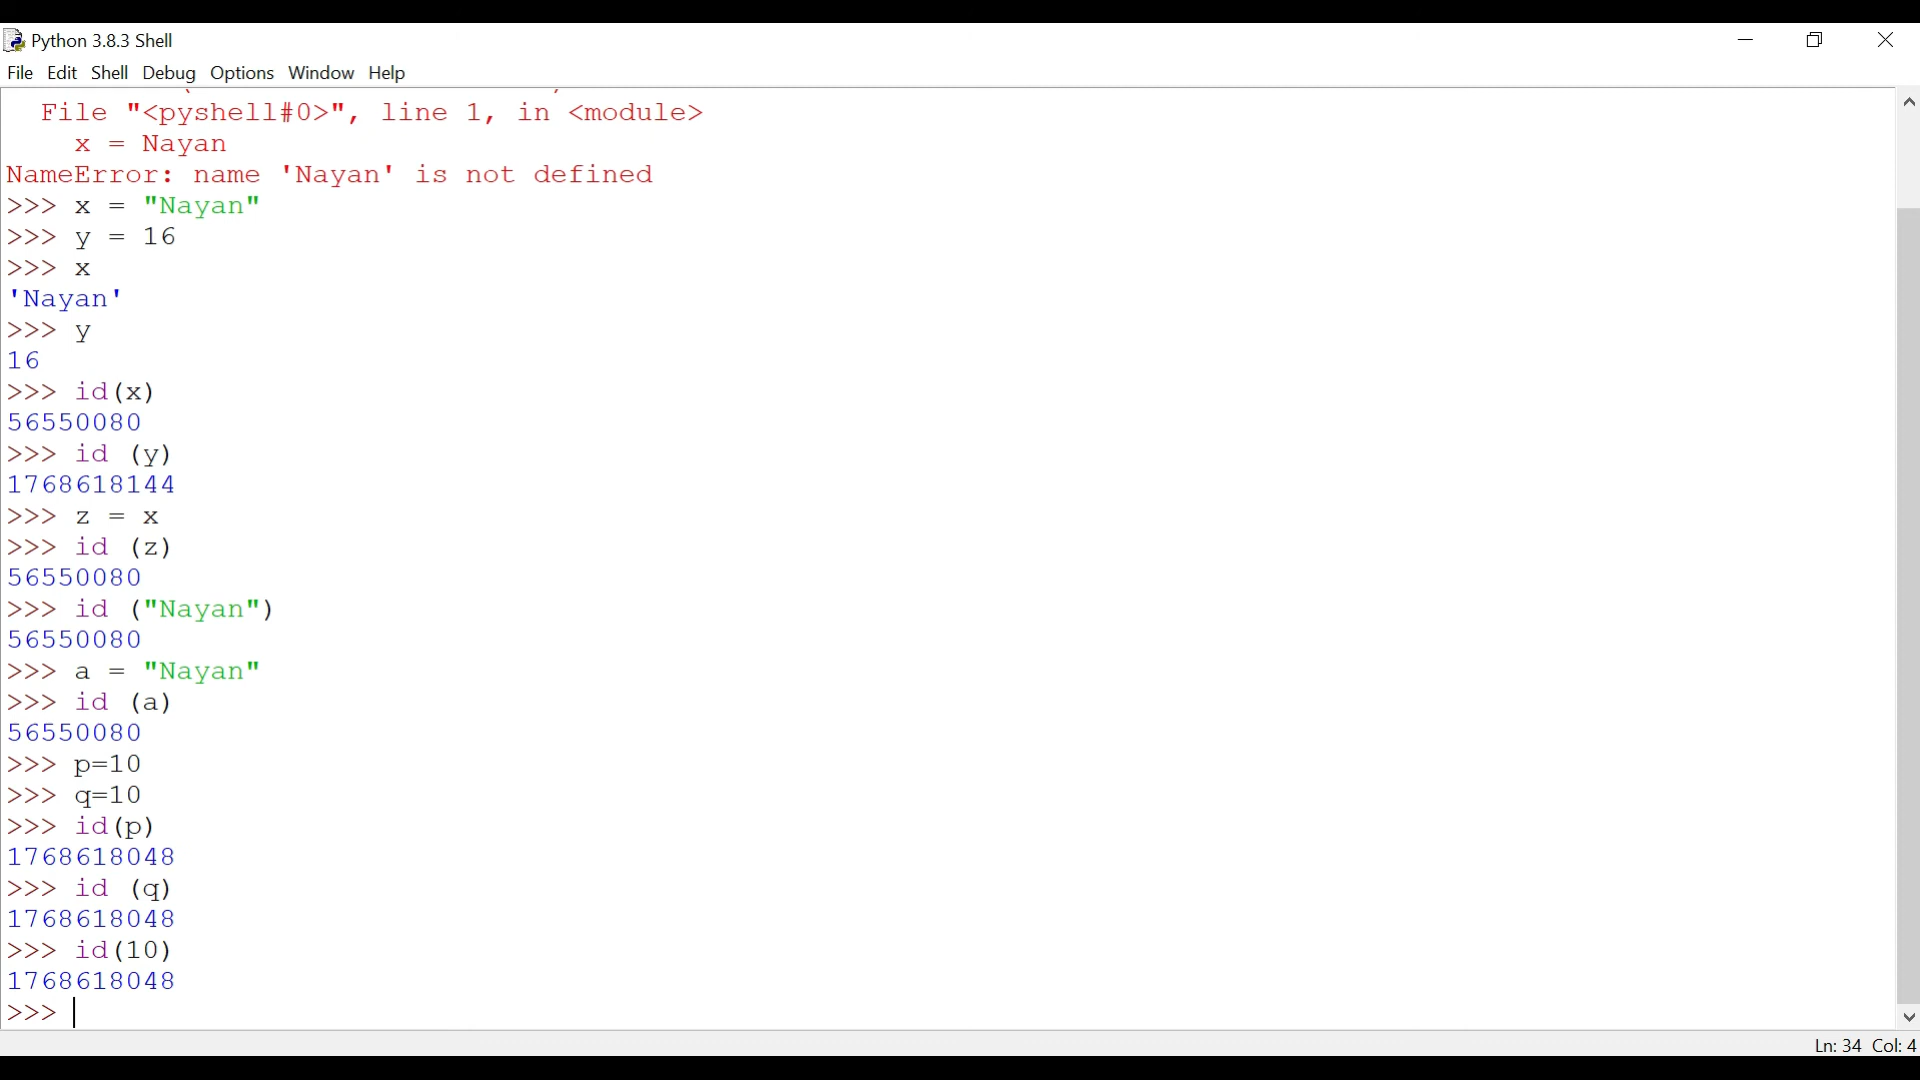 Python 3.8.3 Shell
File Edit Shell Debug Options Window Help
File "<pyshell#0>", line 1, in <module>
x = Nayan
NameError: name 'Nayan' is not defined
>>> x = "Nayan"
>>> y = 16
>>> x
'Nayan'
>>> y
16
>>> id(x)
56550080
>>> id (y)
1768618144
>>> z = x
>>> id (z)
56550080
>>> id ("Nayan")
56550080
>>> a = "Nayan"
>>> id (a)
56550080
>>> p=10
>>> q=10
>>> id(p)
1768618048
>>> id (q)
1768618048
>>> id(10)
1768618048
>>>
Ln: 34 Col: 4